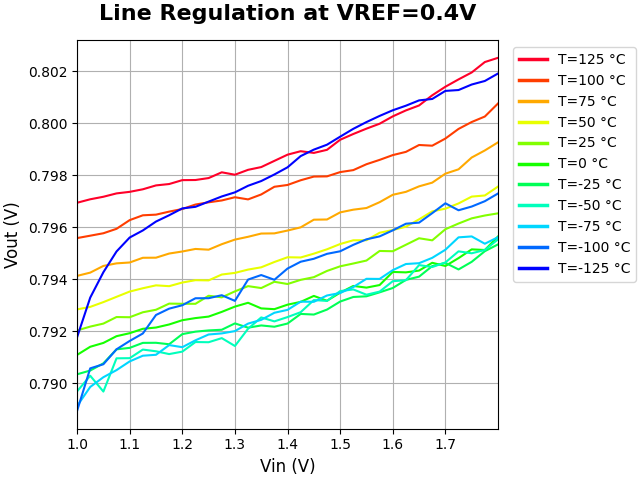 Line Regulation at VREF=0.4V
Vout (V)
0.802
0.800
0.798
0.796
0.794
0.792
0.790
1.0 1.1 1.2 1.3 1.4 1.5 1.6 1.7
Vin (V)
T=125 °C
T=100 °C
T=75 °C
T=50 °C
T=25 °C
T=0 °C
T=-25 °C
T=-50 °C
T=-75 °C
T=-100 °C
T=-125 °C